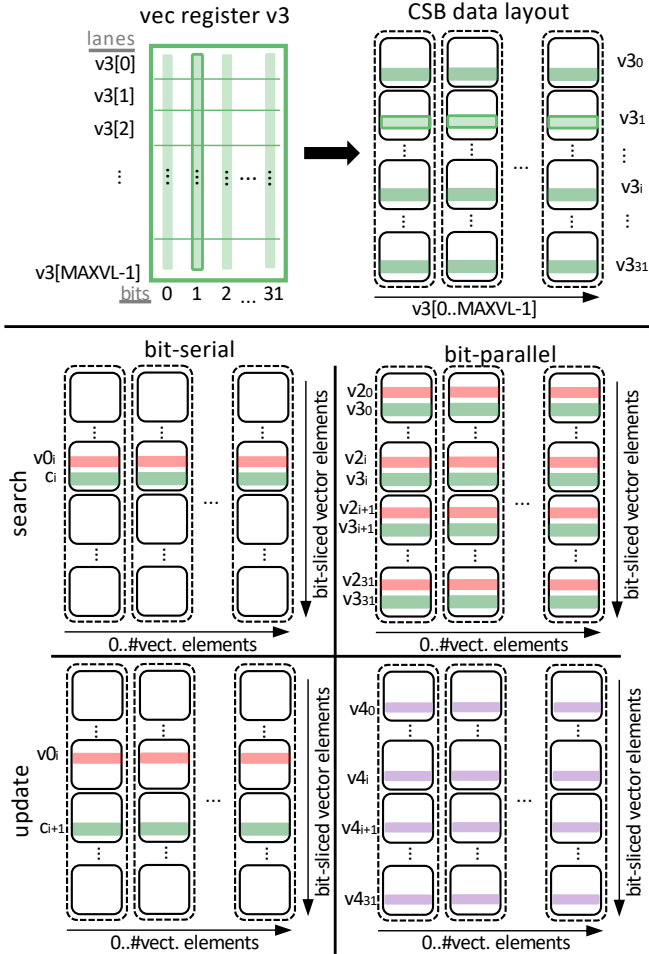 vec register v3
CSB data layout
lanes
v3[0]
v3[1]
v3[2]
⋮
v3[MAXVL-1]
bits 0 1 2 ... 31
v3₀
v3₁
⋮
v3ᵢ
⋮
v3₃₁
...
v3[0..MAXVL-1]
bit-serial
bit-parallel
search
v0ᵢ
cᵢ
...
bit-sliced vector elements
0..#vect. elements
v2₀
v3₀
v2ᵢ
v3ᵢ
v2ᵢ₊₁
v3ᵢ₊₁
v2₃₁
v3₃₁
...
bit-sliced vector elements
0..#vect. elements
update
v0ᵢ
cᵢ₊₁
...
bit-sliced vector elements
0..#vect. elements
v4₀
v4ᵢ
v4ᵢ₊₁
v4₃₁
...
bit-sliced vector elements
0..#vect. elements